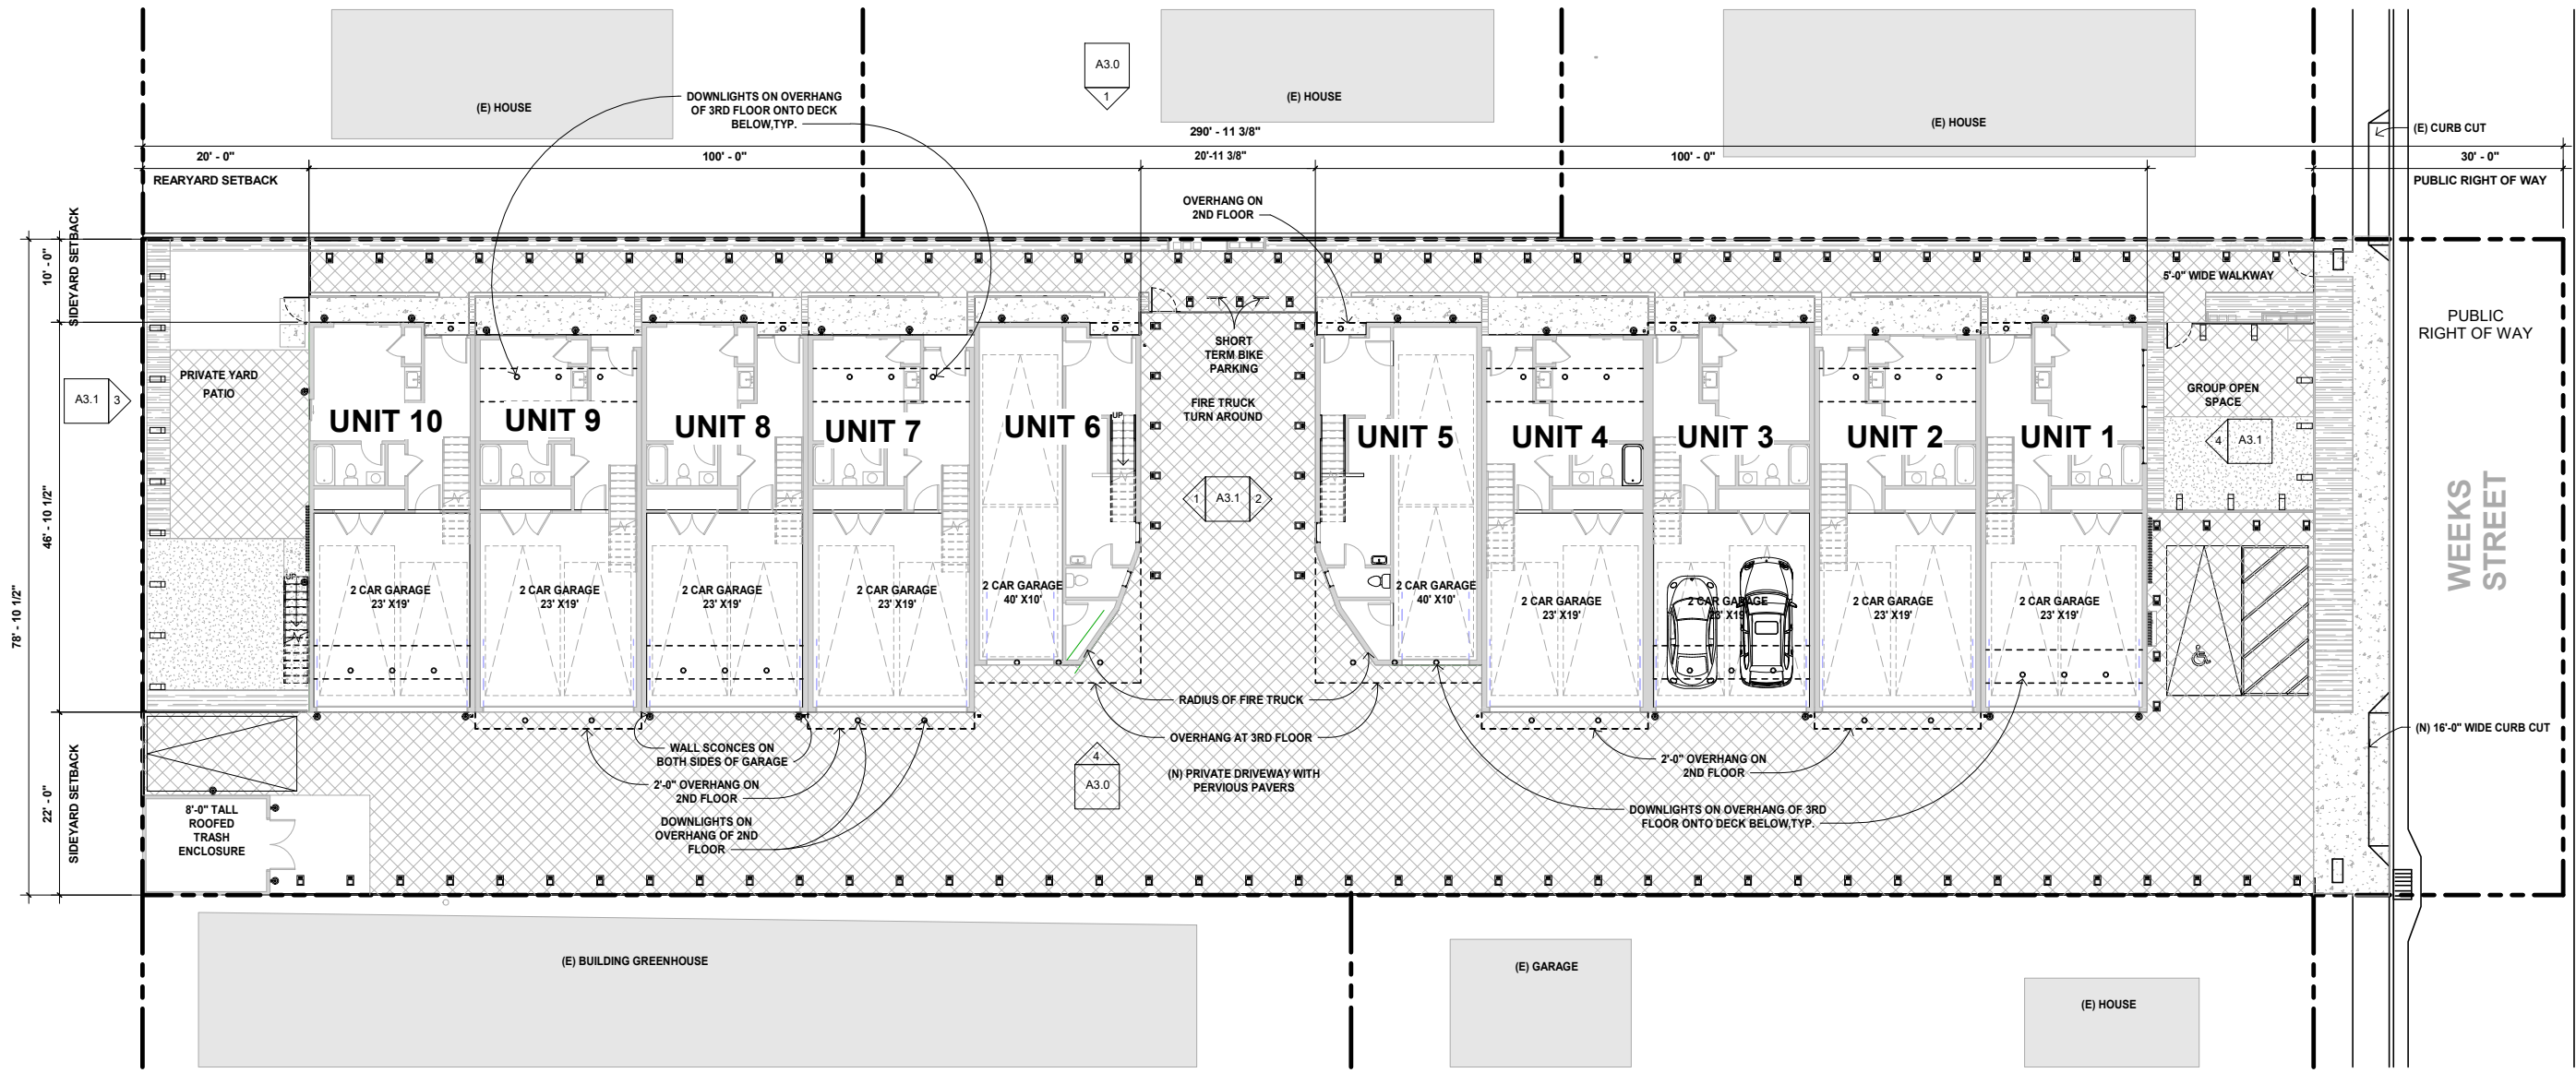 A3.0
1
(E) HOUSE
DOWNLIGHTS ON OVERHANG
OF 3RD FLOOR ONTO DECK
BELOW,TYP.
(E) HOUSE
(E) HOUSE
290' - 11 3/8"
(E) CURB CUT
20' - 0"
100' - 0"
20'-11 3/8"
100' - 0"
30' - 0"
REARYARD SETBACK
PUBLIC RIGHT OF WAY
OVERHANG ON
2ND FLOOR
10' - 0"
SIDEYARD SETBACK
5'-0" WIDE WALKWAY
PUBLIC
RIGHT OF WAY
SHORT
TERM BIKE
PARKING
PRIVATE YARD
PATIO
A3.1
3
GROUP OPEN
SPACE
FIRE TRUCK
TURN AROUND
UNIT 10
UNIT 9
UNIT 8
UNIT 7
UNIT 6
UP
UNIT 5
UNIT 4
UNIT 3
UNIT 2
UNIT 1
4
A3.1
1
A3.1
2
46' - 10 1/2"
78' - 10 1/2"
WEEKS
STREET
UP
2 CAR GARAGE
23' X19'
2 CAR GARAGE
23' X19'
2 CAR GARAGE
23' X19'
2 CAR GARAGE
23' X19'
2 CAR GARAGE
40' X10'
2 CAR GARAGE
40' X10'
2 CAR GARAGE
23' X19'
2 CAR GARAGE
23' X19'
2 CAR GARAGE
23' X19'
2 CAR GARAGE
23' X19'
RADIUS OF FIRE TRUCK
OVERHANG AT 3RD FLOOR
(N) 16'-0" WIDE CURB CUT
WALL SCONCES ON
BOTH SIDES OF GARAGE
2'-0" OVERHANG ON
2ND FLOOR
4
A3.0
(N) PRIVATE DRIVEWAY WITH
PERVIOUS PAVERS
2'-0" OVERHANG ON
2ND FLOOR
22' - 0"
SIDEYARD SETBACK
8'-0" TALL
ROOFED
TRASH
ENCLOSURE
DOWNLIGHTS ON
OVERHANG OF 2ND
FLOOR
DOWNLIGHTS ON OVERHANG OF 3RD
FLOOR ONTO DECK BELOW,TYP.
(E) BUILDING GREENHOUSE
(E) GARAGE
(E) HOUSE